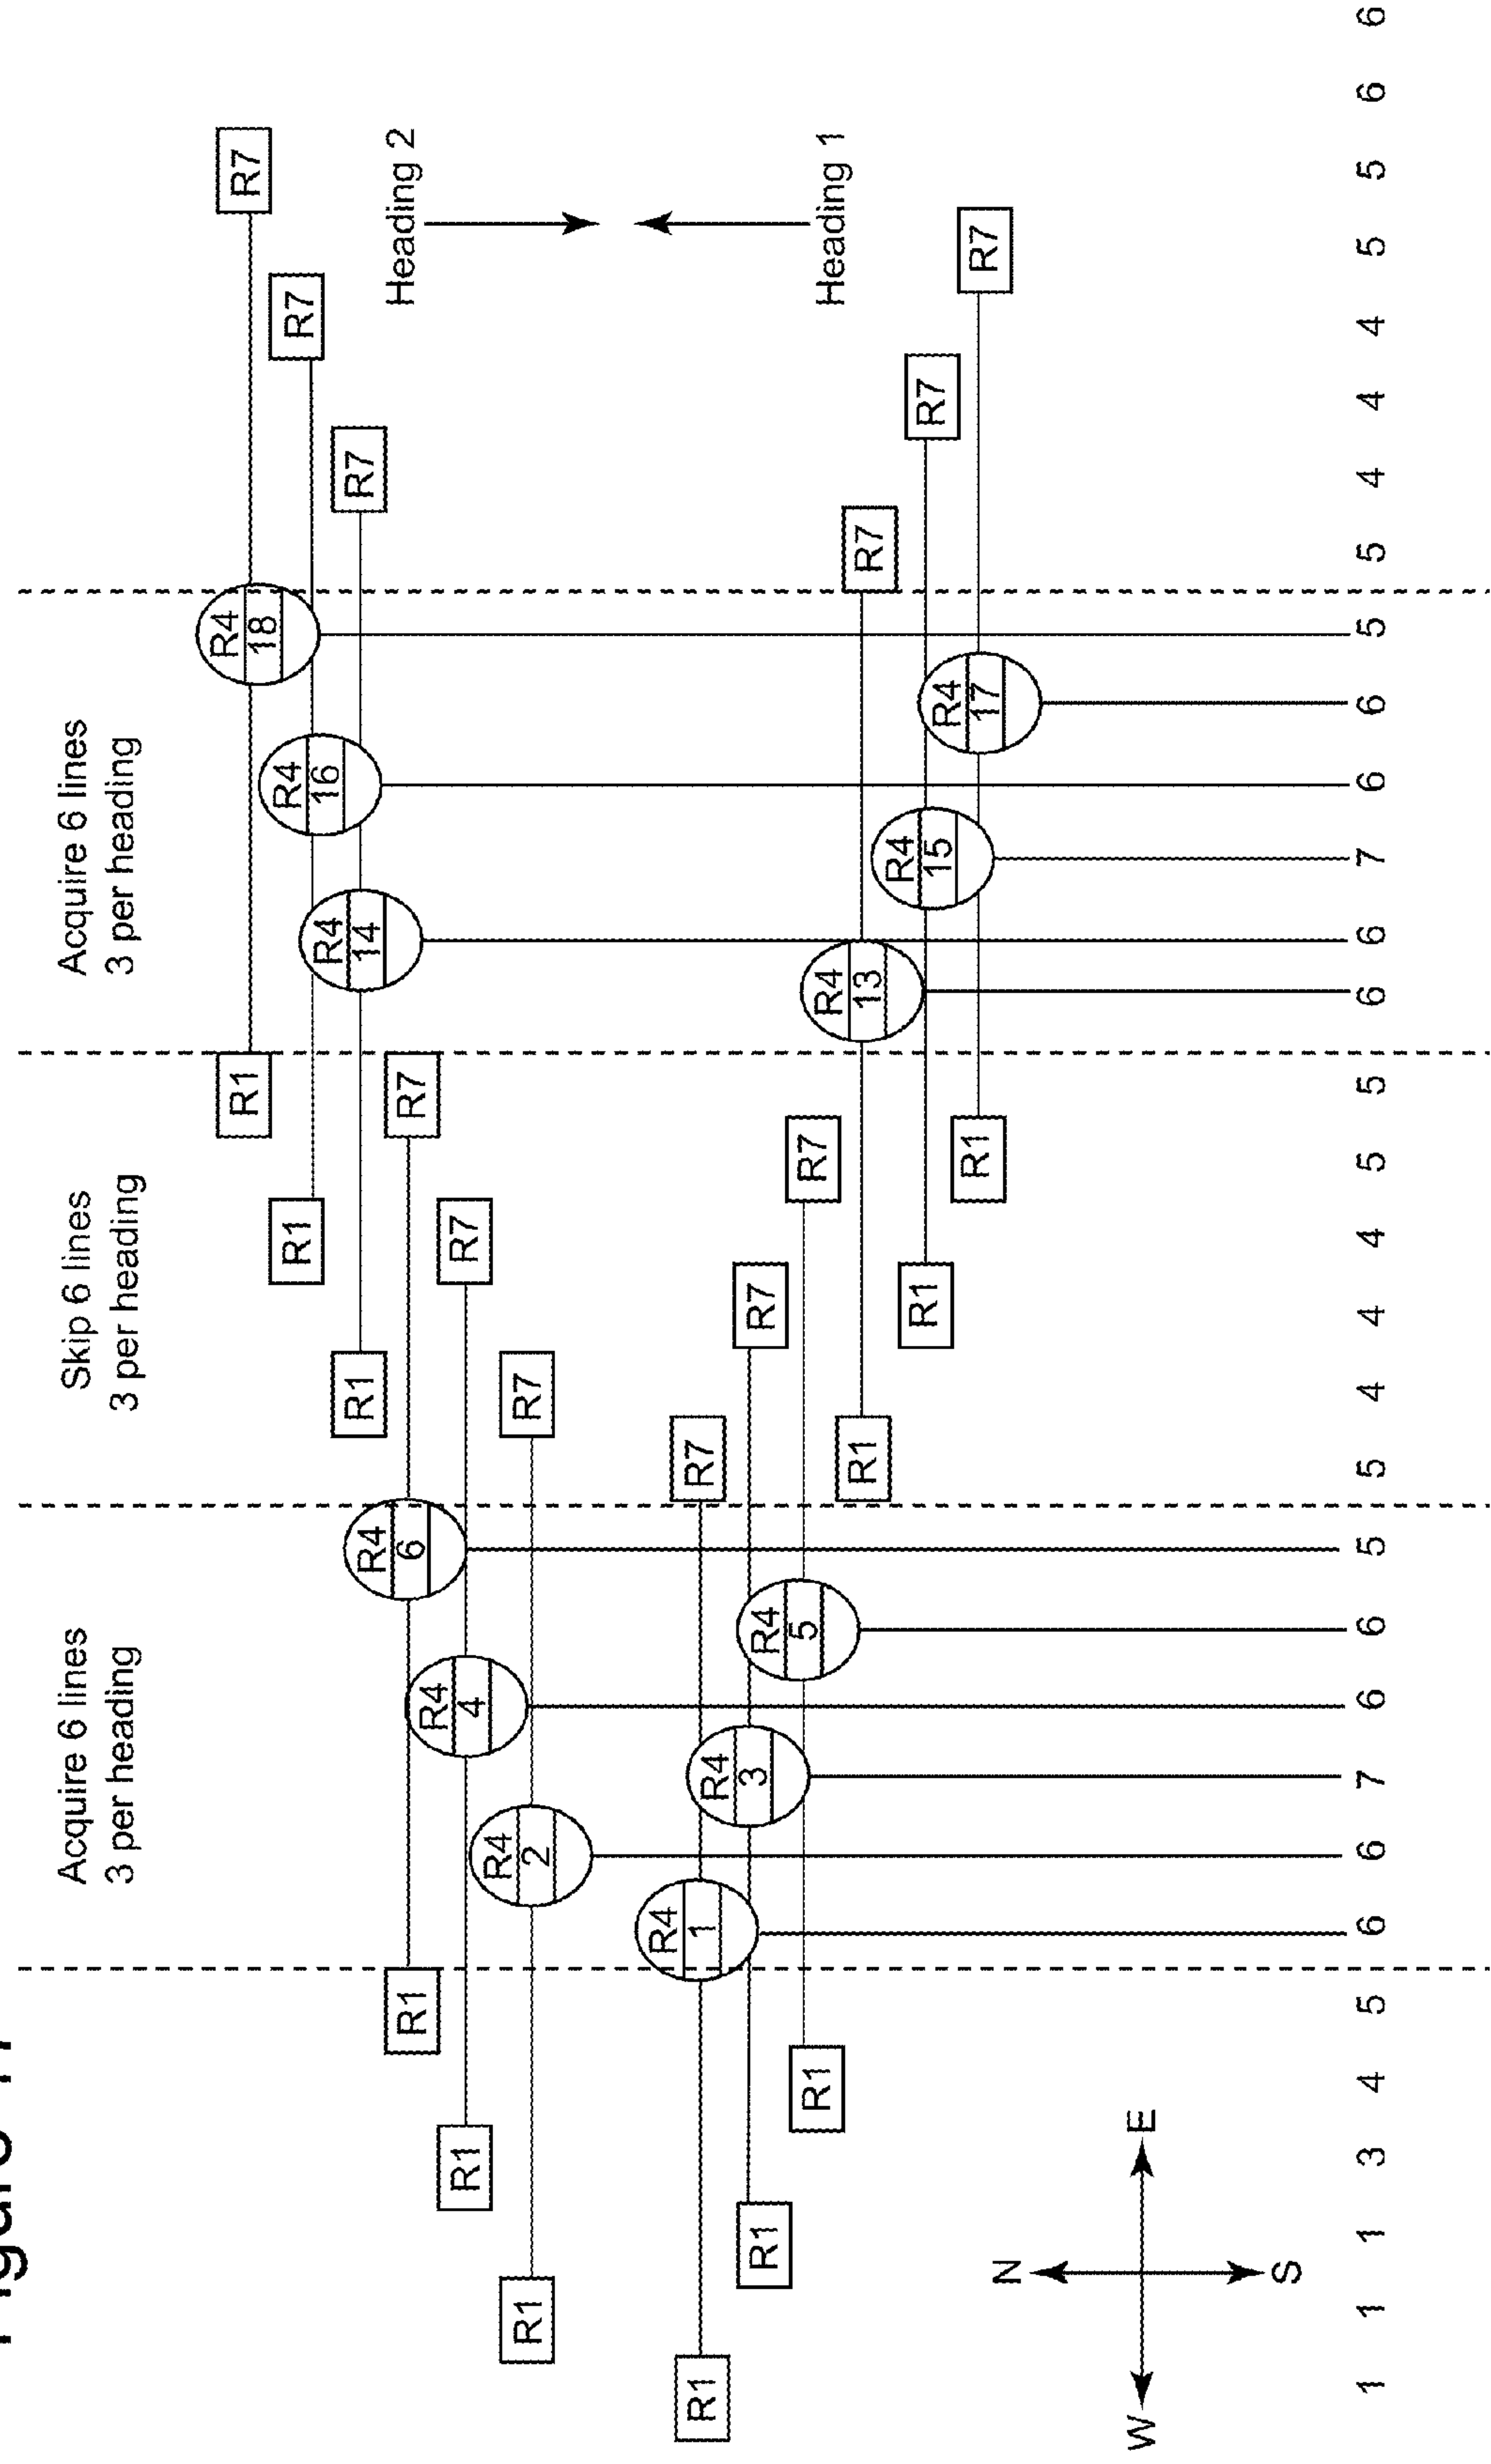 Figure
Acquire 6 lines
3 per heading
Skip 6 lines
3 per heading
Acquire 6 lines
3 per heading
R1 R4 18 R7
R1 R4 16 R7
R1 R4 14 R7
Heading 2
R1 R4 6 R7
R1 R4 4 R7
R1 R4 2 R7
R1 R4 1 R7
R1 R4 3 R7
R1 R4 5 R7
Heading 1
R1 R4 13 R7
R1 R4 15 R7
R1 R4 17 R7
N
W E
S
1 1 1 3 4 5 6 6 7 6 6 5 5 4 4 4 5 5 6 6 7 6 6 5 5 4 4 4 5 5 6 6